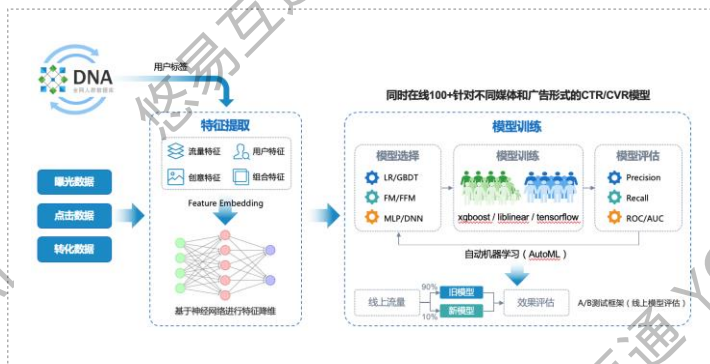 DNA
全网人群数据库
用户标签
曝光数据
点击数据
转化数据
特征提取
流量特征
用户特征
创意特征
组合特征
Feature Embedding
基于神经网络进行特征降维
同时在线100+针对不同媒体和广告形式的CTR/CVR模型
模型训练
模型选择
LR/GBDT
FM/FFM
MLP/DNN
模型训练
xgboost / liblinear / tensorflow
模型评估
Precision
Recall
ROC/AUC
自动机器学习（AutoML）
线上流量
90%
旧模型
10%
新模型
效果评估
A/B测试框架（线上模型评估）
悠易互通